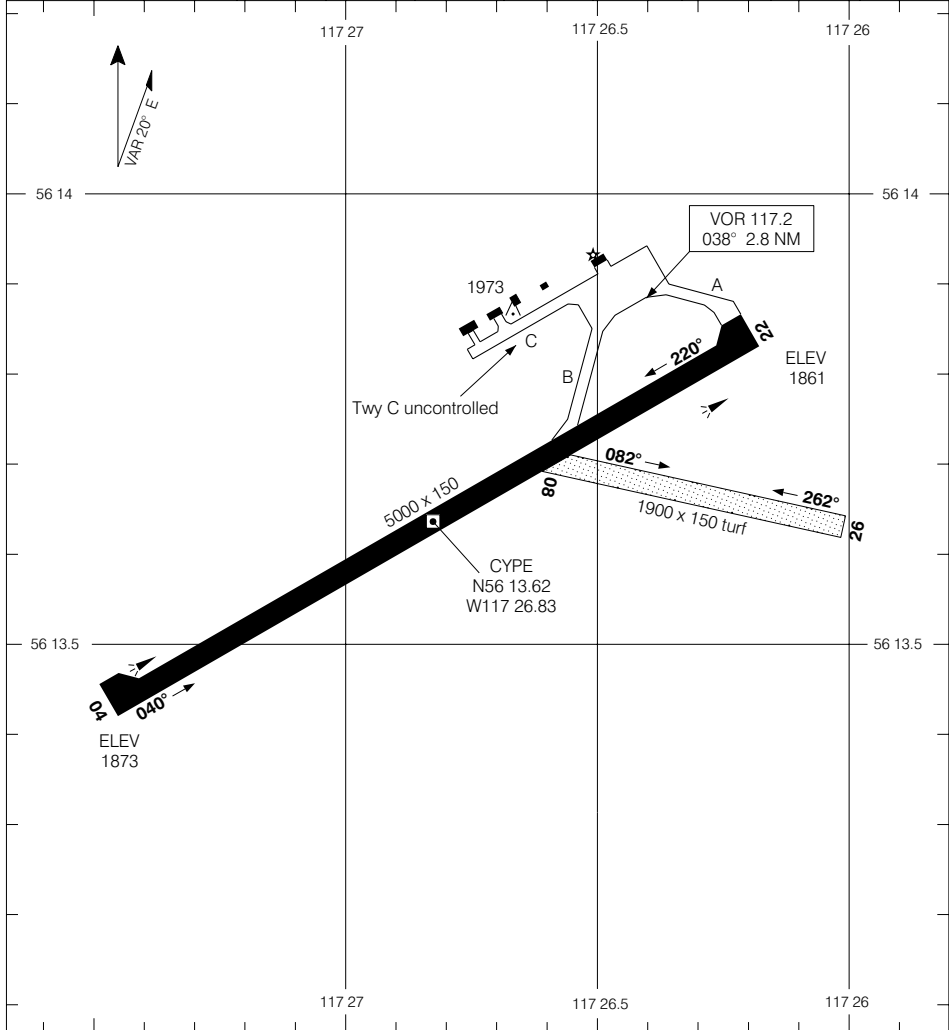 117 27
117 26.5
117 26
VAR 20° E
56 14
56 14
VOR 117.2
038° 2.8 NM
1973
A
C
22
220°
ELEV
1861
B
Twy C uncontrolled
082°
08
262°
26
1900 x 150 turf
5000 x 150
CYPE
N56 13.62
W117 26.83
56 13.5
56 13.5
04
040°
ELEV
1873
117 27
117 26.5
117 26